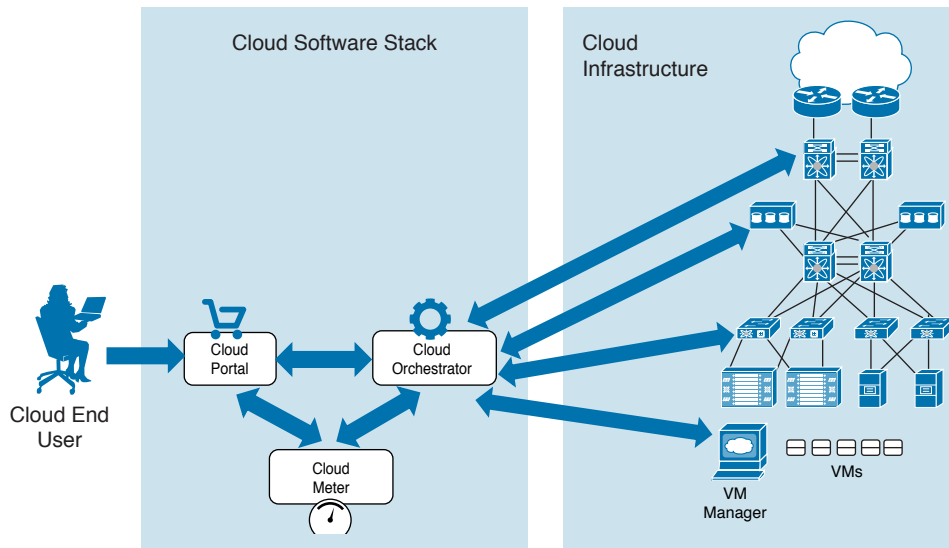 Cloud Software Stack
Cloud
Infrastructure
Cloud End
User
Cloud
Portal
Cloud
Orchestrator
Cloud
Meter
VM
Manager
VMs